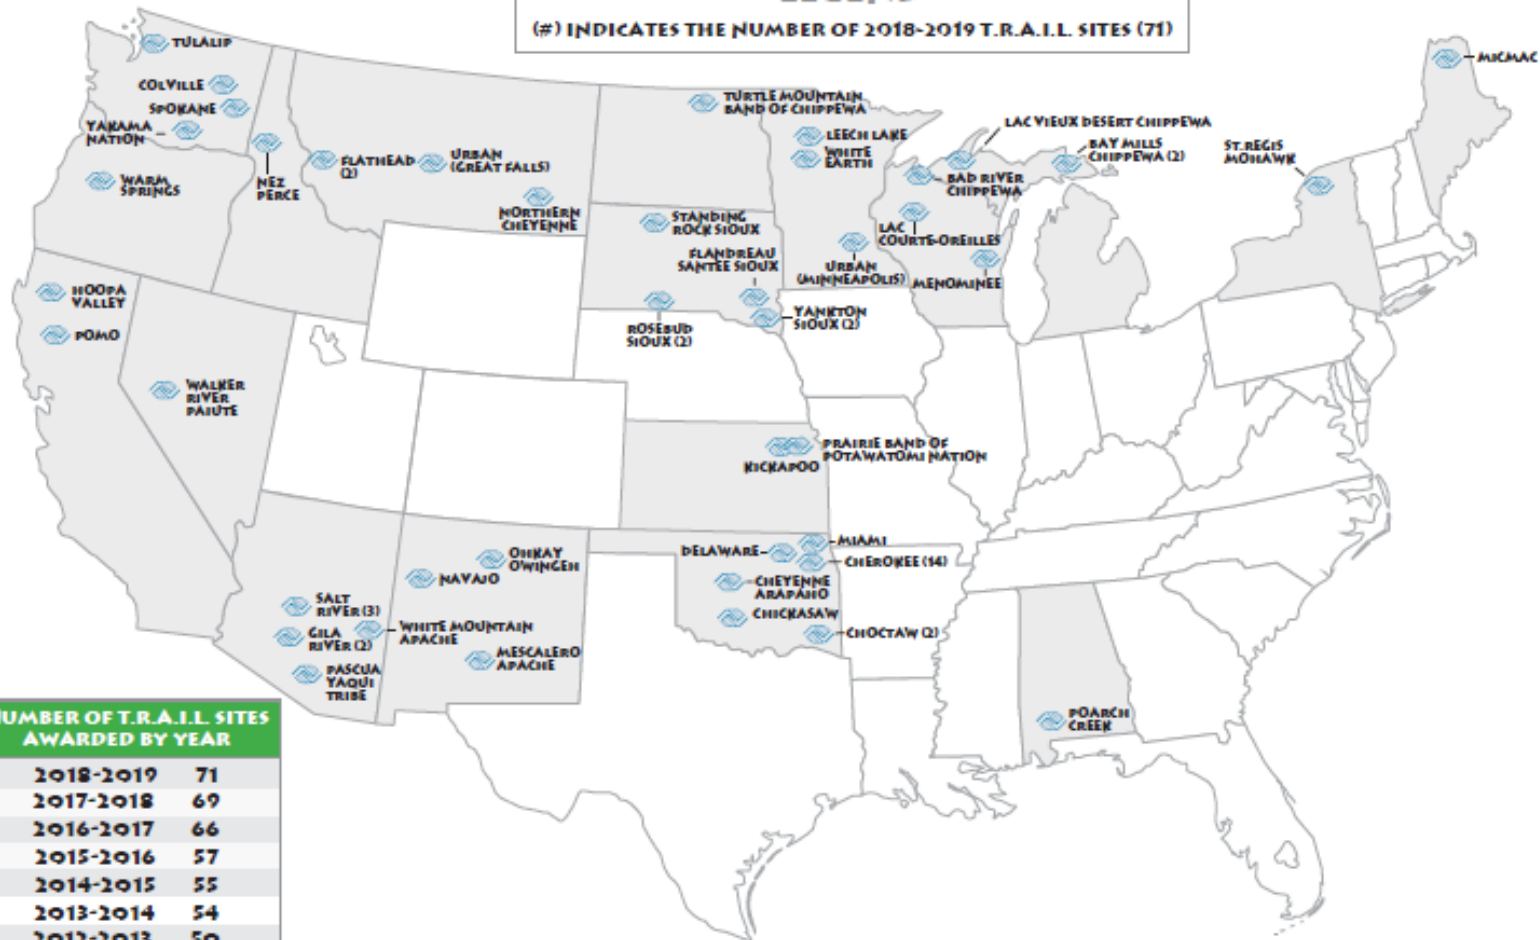 (#) INDICATES THE NUMBER OF 2018-2019 T.R.A.I.L. SITES (71)
TULALIP
COLVILLE
SPOKANE
YAKAMA
NATION
WARM
SPRINGS
NEZ
PERCE
FLATHEAD
(2)
URBAN
(GREAT FALLS)
NORTHERN
CHEYENNE
TURTLE MOUNTAIN
BAND OF CHIPPEWA
LEECH LAKE
WHITE
EARTH
LAC VIEUX DESERT CHIPPEWA
BAY MILLS
CHIPPEWA (2)
ST.REGIS
MOHAWK
MICMAC
BAD RIVER
CHIPPEWA
STANDING
ROCK SIOUX
LAC
COURTE-OREILLES
FLANDREAU
SANTEE SIOUX
URBAN
(MINNEAPOLIS)
MENOMINEE
HOOPA
VALLEY
POMO
ROSEBUD
SIOUX (2)
YANKTON
SIOUX (2)
WALKER
RIVER
PAIUTE
KICKAPOO
PRAIRIE BAND OF
POTAWATOMI NATION
OHKAY
OWINGEH
NAVAJO
DELAWARE
MIAMI
CHEROKEE (14)
CHEYENNE
ARAPAHO
CHICKASAW
CHOCTAW (2)
SALT
RIVER (3)
GILA
RIVER (2)
WHITE MOUNTAIN
APACHE
MESCALERO
APACHE
PASCUA
YAQUI
TRIBE
POARCH
CREEK
NUMBER OF T.R.A.I.L. SITES
AWARDED BY YEAR
2018-2019 71
2017-2018 69
2016-2017 66
2015-2016 57
2014-2015 55
2013-2014 54
2012-2013 50